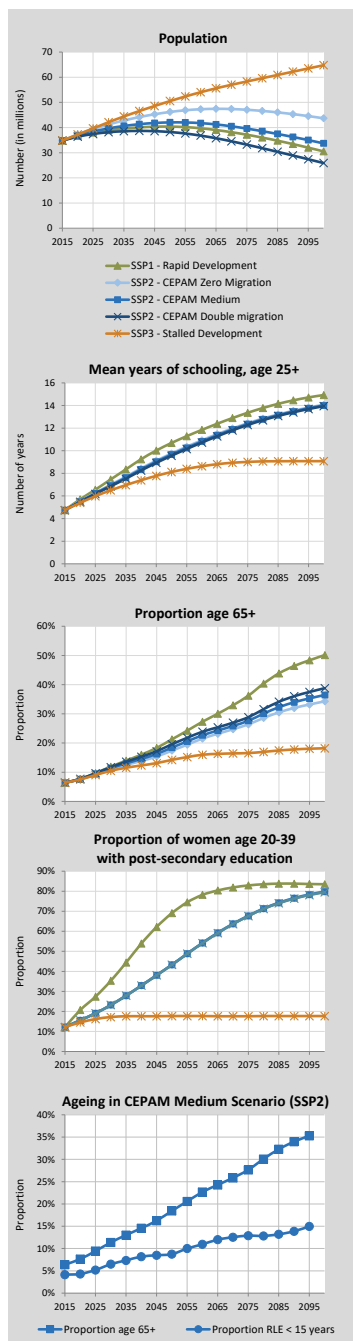 Population
Number (in millions)
70
60
50
40
30
20
10
0
2015 2025 2035 2045 2055 2065 2075 2085 2095
SSP1 - Rapid Development
SSP2 - CEPAM Zero Migration
SSP2 - CEPAM Medium
SSP2 - CEPAM Double migration
SSP3 - Stalled Development
Mean years of schooling, age 25+
Number of years
16
14
12
10
8
6
4
2
0
2015 2025 2035 2045 2055 2065 2075 2085 2095
Proportion age 65+
Proportion
60%
50%
40%
30%
20%
10%
0%
2015 2025 2035 2045 2055 2065 2075 2085 2095
Proportion of women age 20-39
with post-secondary education
Proportion
90%
80%
70%
60%
50%
40%
30%
20%
10%
0%
2015 2025 2035 2045 2055 2065 2075 2085 2095
Ageing in CEPAM Medium Scenario (SSP2)
Proportion
40%
35%
30%
25%
20%
15%
10%
5%
0%
2015 2025 2035 2045 2055 2065 2075 2085 2095
Proportion age 65+ Proportion RLE < 15 years